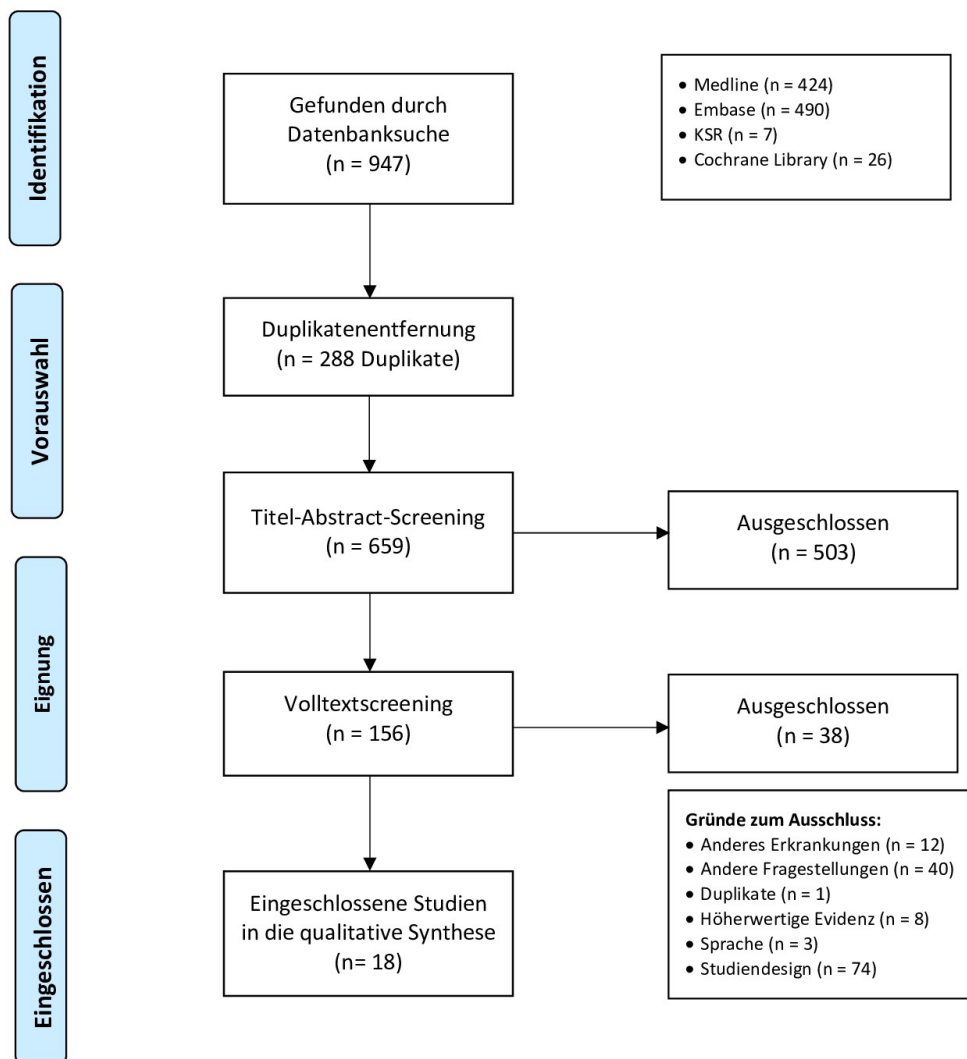 Identifikation
Gefunden durch
Datenbanksuche
(n = 947)
• Medline (n = 424)
• Embase (n = 490)
• KSR (n = 7)
• Cochrane Library (n = 26)
Vorauswahl
Duplikatenentfernung
(n = 288 Duplikate)
Titel-Abstract-Screening
(n = 659)
Ausgeschlossen
(n = 503)
Eignung
Volltextscreening
(n = 156)
Ausgeschlossen
(n = 38)
Gründe zum Ausschluss:
• Anderes Erkrankungen (n = 12)
• Andere Fragestellungen (n = 40)
• Duplikate (n = 1)
• Höherwertige Evidenz (n = 8)
• Sprache (n = 3)
• Studiendesign (n = 74)
Eingeschlossen
Eingeschlossene Studien
in die qualitative Synthese
(n= 18)